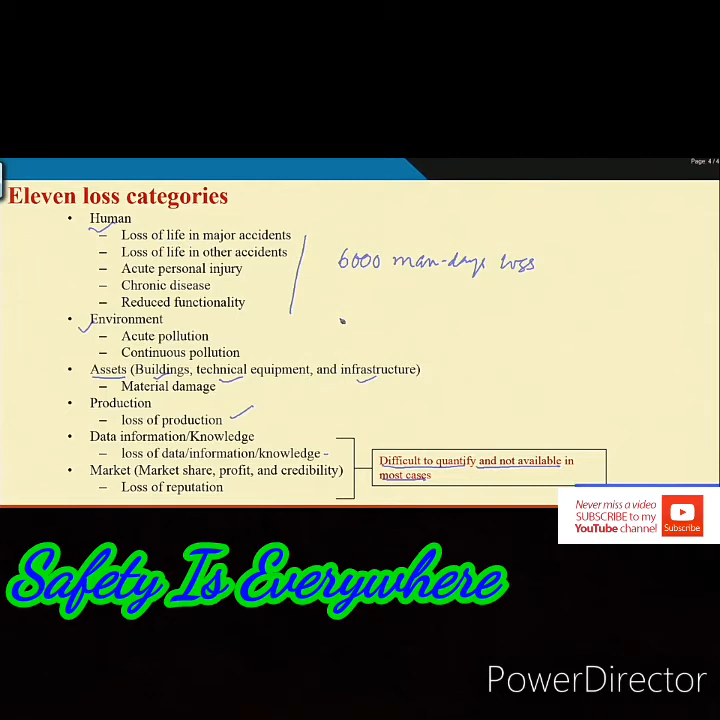 Page: 4 / 4
Eleven loss categories
• Human
– Loss of life in major accidents
– Loss of life in other accidents
6000 man-days loss
– Acute personal injury
– Chronic disease
– Reduced functionality
• Environment
– Acute pollution
– Continuous pollution
• Assets (Buildings, technical equipment, and infrastructure)
– Material damage
• Production
– loss of production
• Data information/Knowledge
– loss of data/information/knowledge
• Market (Market share, profit, and credibility)
– Loss of reputation
Difficult to quantify and not available in
most cases
Never miss a video
SUBSCRIBE to my
YouTube channel
Subscribe
Safety Is Everywhere
PowerDirector